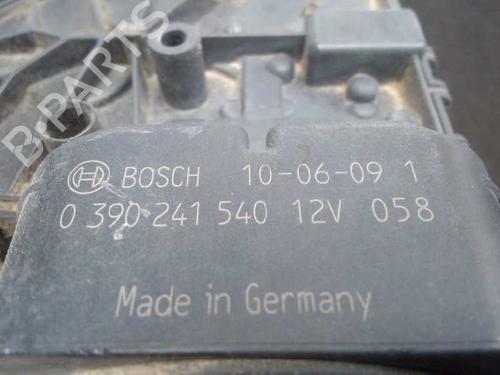 B-PARTS
BOSCH 10-06-09 1
0 390 241 540 12V 058
Made in Germany